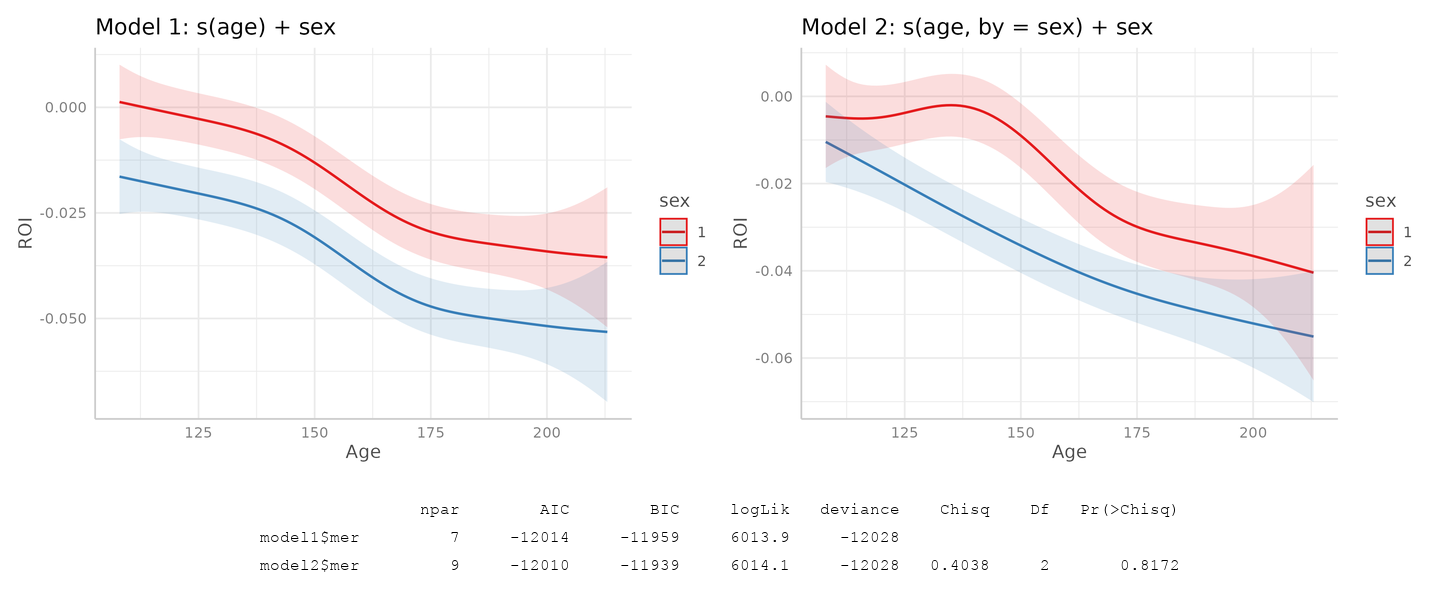 Model 1: s(age) + sex
0.000
-0.025
-0.050
ROI
125 150 175 200
Age
sex
1
2
Model 2: s(age, by = sex) + sex
0.00
-0.02
-0.04
-0.06
ROI
125 150 175 200
Age
sex
1
2
npar AIC BIC logLik deviance Chisq Df Pr(>Chisq)
model1$mer 7 -12014 -11959 6013.9 -12028
model2$mer 9 -12010 -11939 6014.1 -12028 0.4038 2 0.8172